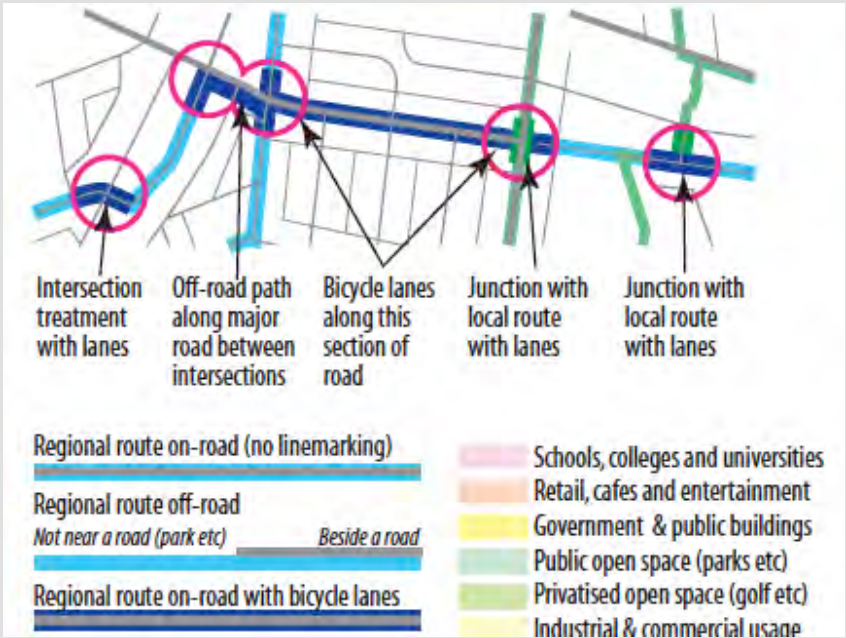 Intersection
treatment
with lanes
Off-road path
along major
road between
intersections
Bicycle lanes
along this
section of
road
Junction with
local route
with lanes
Junction with
local route
with lanes
Regional route on-road (no linemarking)
Regional route off-road
Not near a road (park etc) Beside a road
Regional route on-road with bicycle lanes
Schools, colleges and universities
Retail, cafes and entertainment
Government & public buildings
Public open space (parks etc)
Privatised open space (golf etc)
Industrial & commercial usage